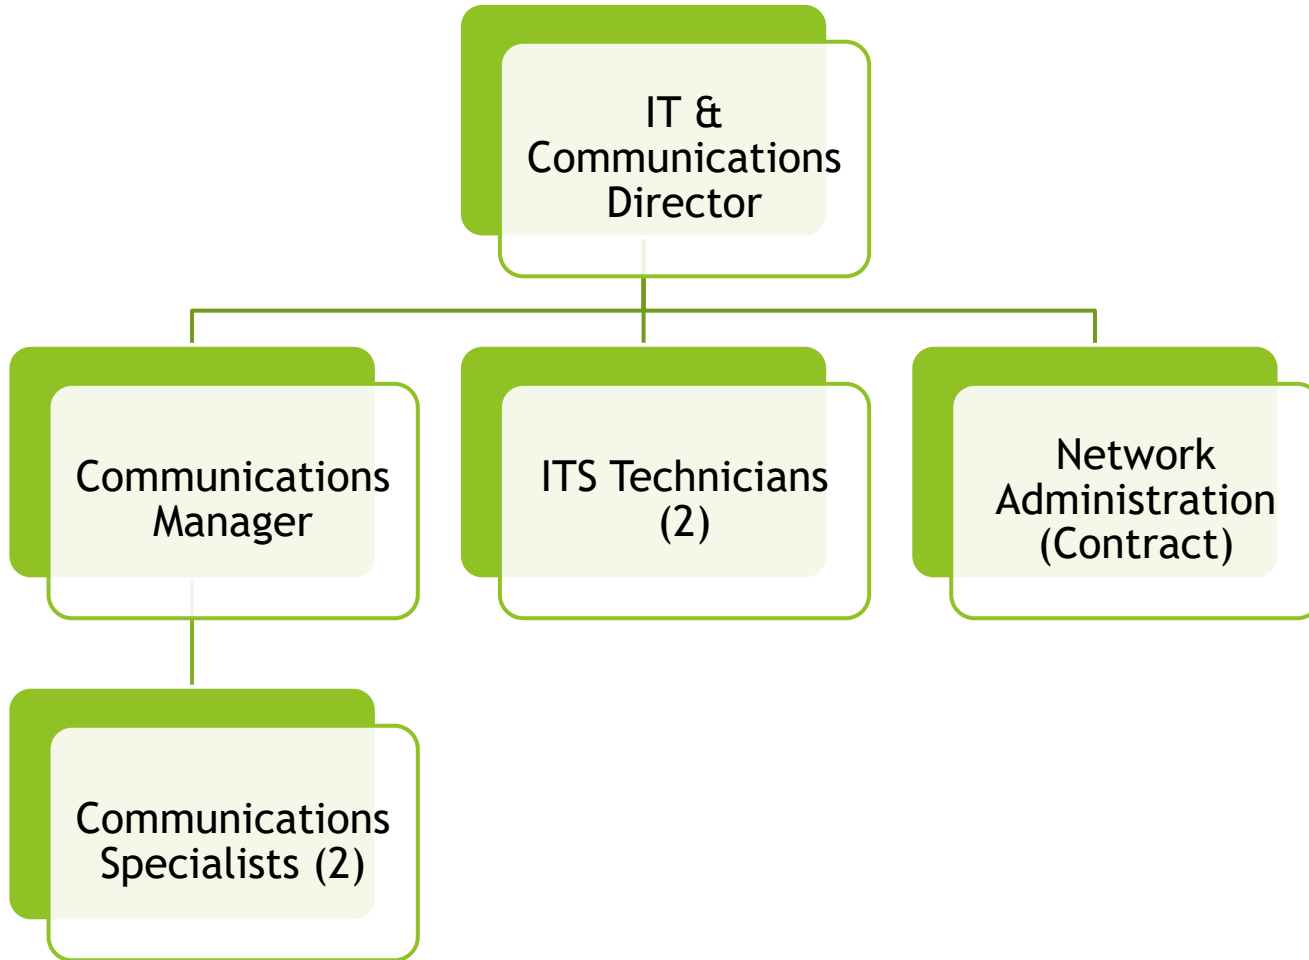 IT &
Communications
Director
Communications
Manager
ITS Technicians
(2)
Network
Administration
(Contract)
Communications
Specialists (2)